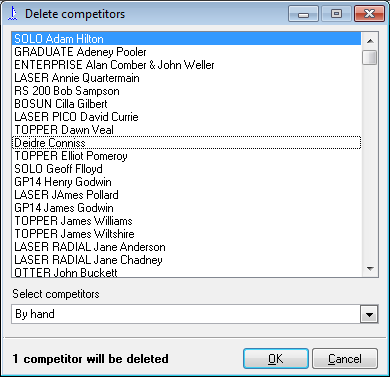 Delete competitors
SOLO Adam Hilton
GRADUATE Adeney Pooler
ENTERPRISE Alan Comber & John Weller
LASER Annie Quartermain
RS 200 Bob Sampson
BOSUN Cilla Gilbert
LASER PICO David Currie
TOPPER Dawn Veal
Deidre Conniss
TOPPER Elliot Pomeroy
SOLO Geoff Flloyd
GP14 Henry Godwin
LASER JAmes Pollard
GP14 James Godwin
TOPPER James Williams
TOPPER James Wiltshire
LASER RADIAL Jane Anderson
LASER RADIAL Jane Chadney
OTTER John Buckett
Select competitors
By hand
1 competitor will be deleted
OK
Cancel